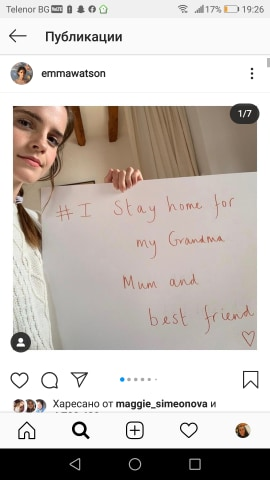 Telenor BG
17%
19:26
Публикации
emmawatson
1/7
#I Stay home for
my Grandma
Mum and
best friend
Харесано от maggie_simeonova и